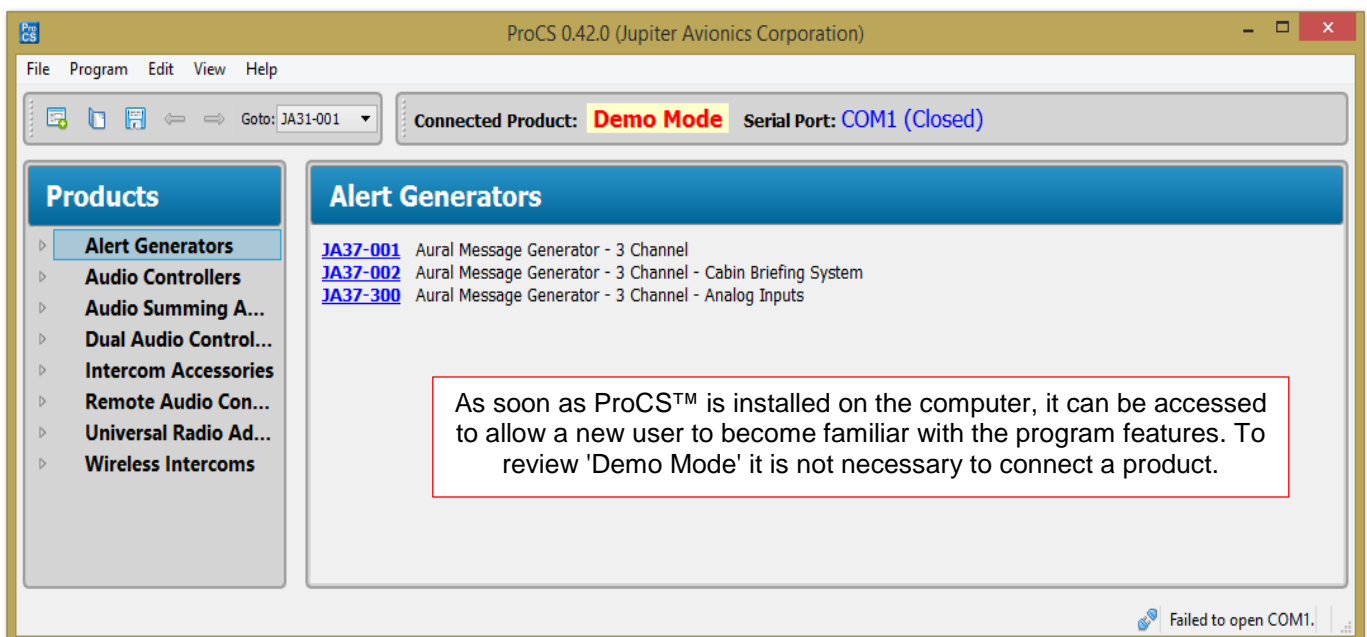 Pro
CS
ProCS 0.42.0 (Jupiter Avionics Corporation)
File Program Edit View Help
Goto: JA31-001
Connected Product: Demo Mode Serial Port: COM1 (Closed)
Products
Alert Generators
Audio Controllers
Audio Summing A...
Dual Audio Control...
Intercom Accessories
Remote Audio Con...
Universal Radio Ad...
Wireless Intercoms
Alert Generators
JA37-001 Aural Message Generator - 3 Channel
JA37-002 Aural Message Generator - 3 Channel - Cabin Briefing System
JA37-300 Aural Message Generator - 3 Channel - Analog Inputs
As soon as ProCS™ is installed on the computer, it can be accessed
to allow a new user to become familiar with the program features. To
review 'Demo Mode' it is not necessary to connect a product.
Failed to open COM1.